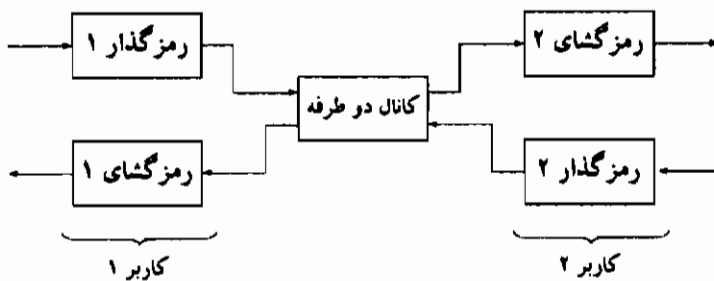 رمزگذار ۱
رمزگشای ۲
کانال دو طرفه
رمزگشای ۱
رمزگذار ۲
کاربر ۱
کاربر ۲